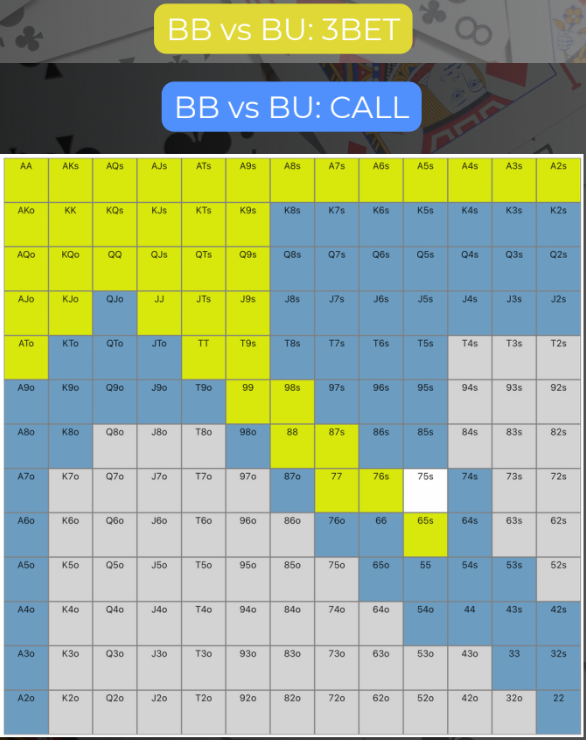 BB vs BU: 3BET
BB vs BU: CALL
AA AKs AQs AJs ATs A9s A8s A7s A6s A5s A4s A3s A2s
AKo KK KQs KJs KTs K9s K8s K7s K6s K5s K4s K3s K2s
AQo KQo QQ QJs QTs Q9s Q8s Q7s Q6s Q5s Q4s Q3s Q2s
AJo KJo QJo JJ JTs J9s J8s J7s J6s J5s J4s J3s J2s
ATo KTo QTo JTo TT T9s T8s T7s T6s T5s T4s T3s T2s
A9o K9o Q9o J9o T9o 99 98s 97s 96s 95s 94s 93s 92s
A8o K8o Q8o J8o T8o 98o 88 87s 86s 85s 84s 83s 82s
A7o K7o Q7o J7o T7o 97o 87o 77 76s 75s 74s 73s 72s
A6o K6o Q6o J6o T6o 96o 86o 76o 66 65s 64s 63s 62s
A5o K5o Q5o J5o T5o 95o 85o 75o 65o 55 54s 53s 52s
A4o K4o Q4o J4o T4o 94o 84o 74o 64o 54o 44 43s 42s
A3o K3o Q3o J3o T3o 93o 83o 73o 63o 53o 43o 33 32s
A2o K2o Q2o J2o T2o 92o 82o 72o 62o 52o 42o 32o 22